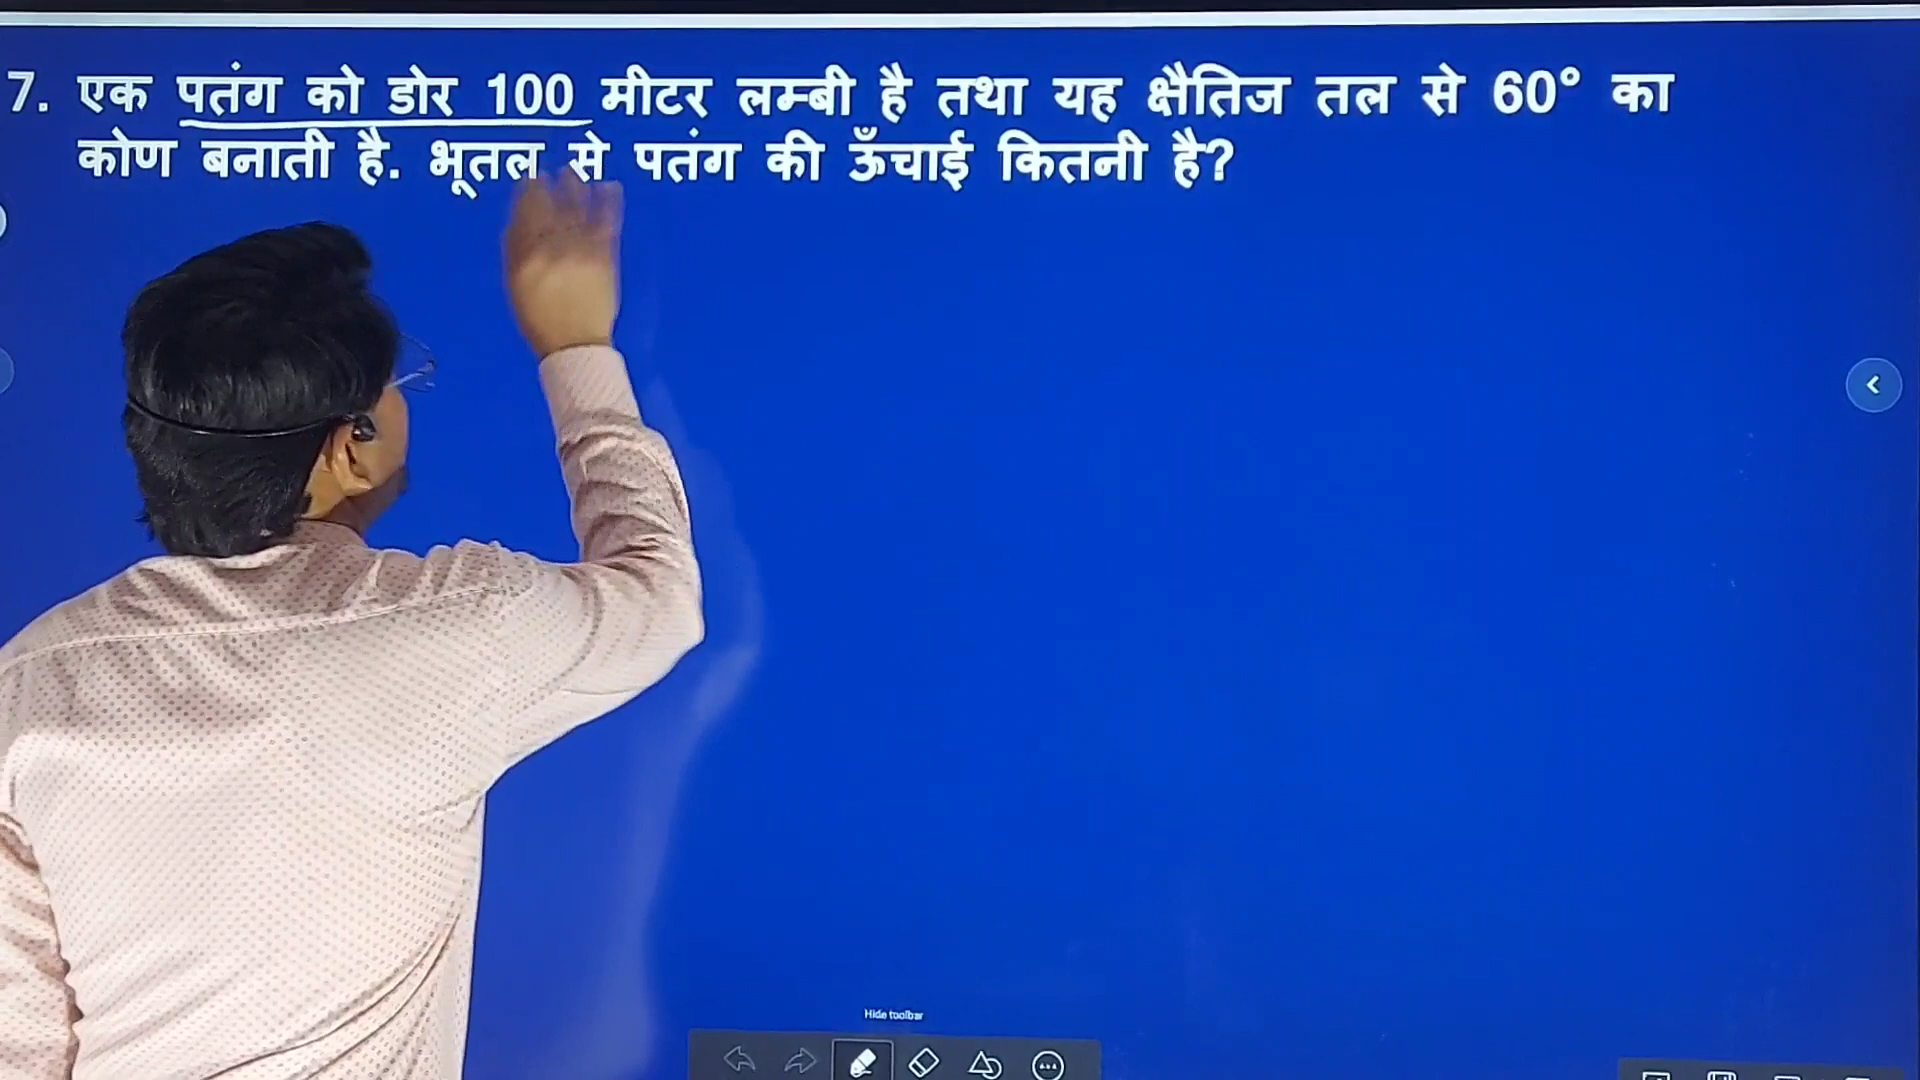 7. एक पतंग को डोर 100 मीटर लम्बी है तथा यह क्षैतिज तल से 60° का
कोण बनाती है. भूतल से पतंग की ऊँचाई कितनी है?
Hide toolbar